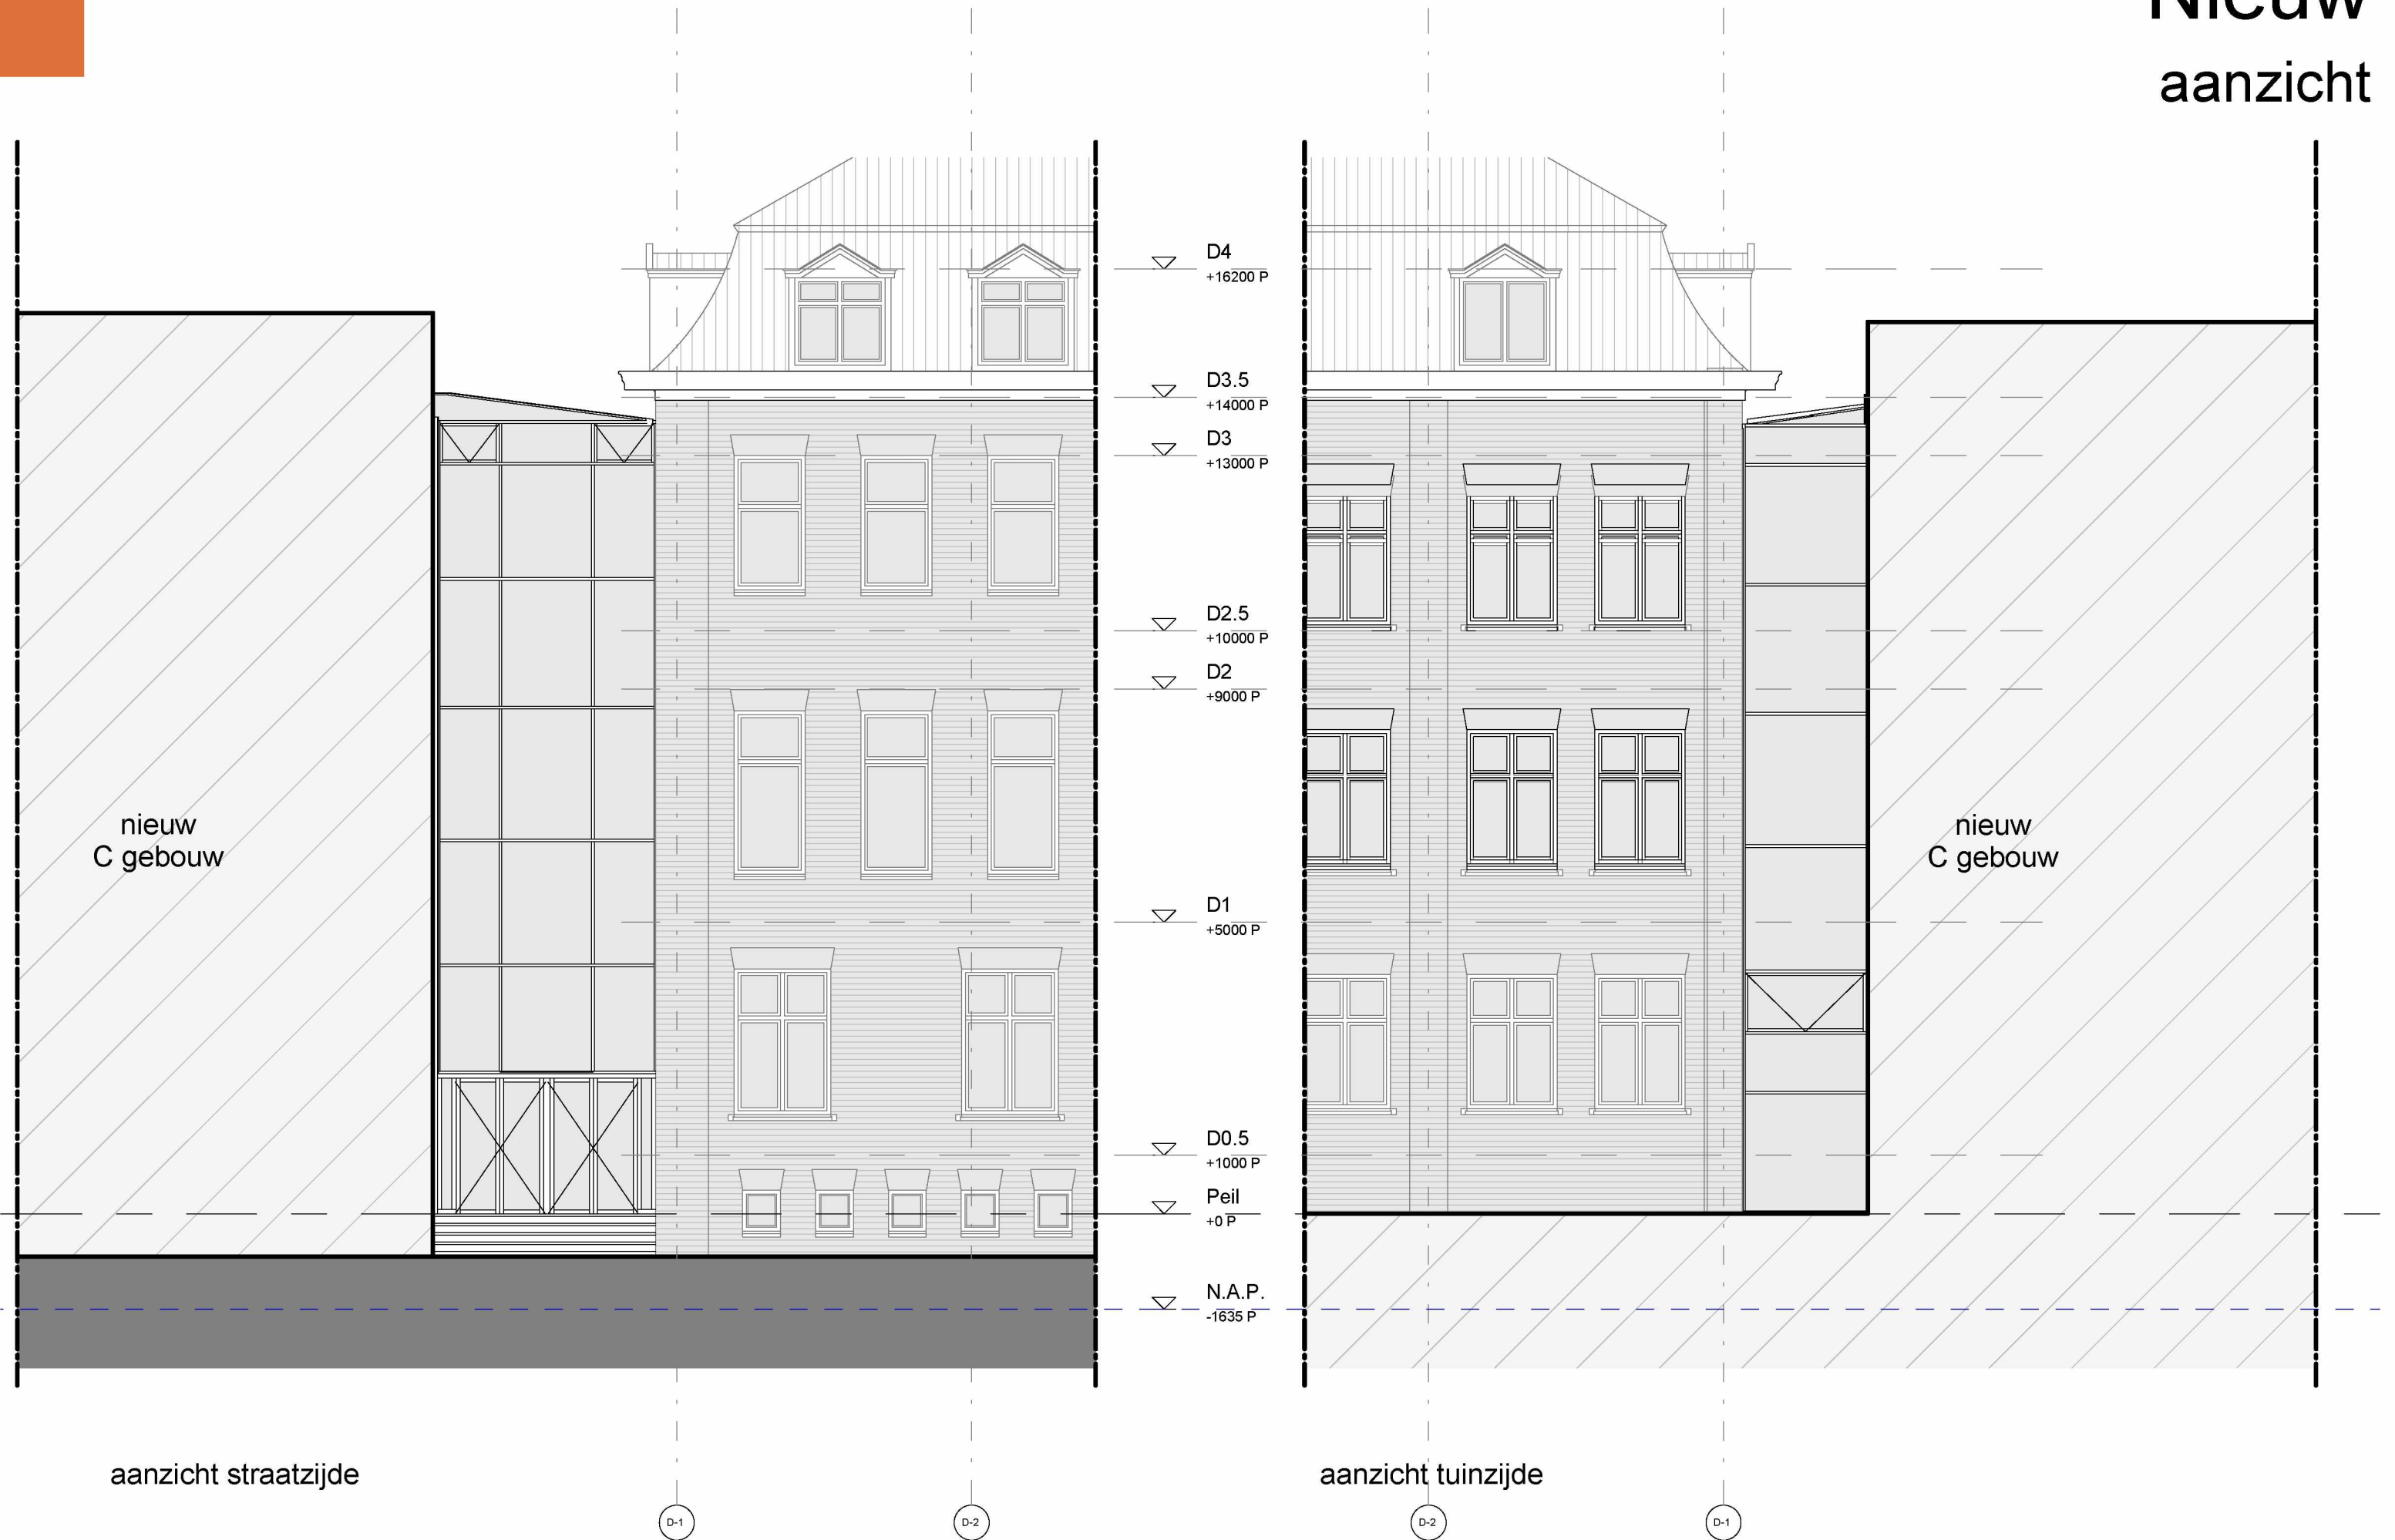 Nieuw
aanzicht
D4
+16200 P
D3.5
+14000 P
D3
+13000 P
D2.5
+10000 P
D2
+9000 P
nieuw
C gebouw
nieuw
C gebouw
D1
+5000 P
D0.5
+1000 P
Peil
+0 P
N.A.P.
-1635 P
aanzicht straatzijde
aanzicht tuinzijde
D-1
D-2
D-2
D-1